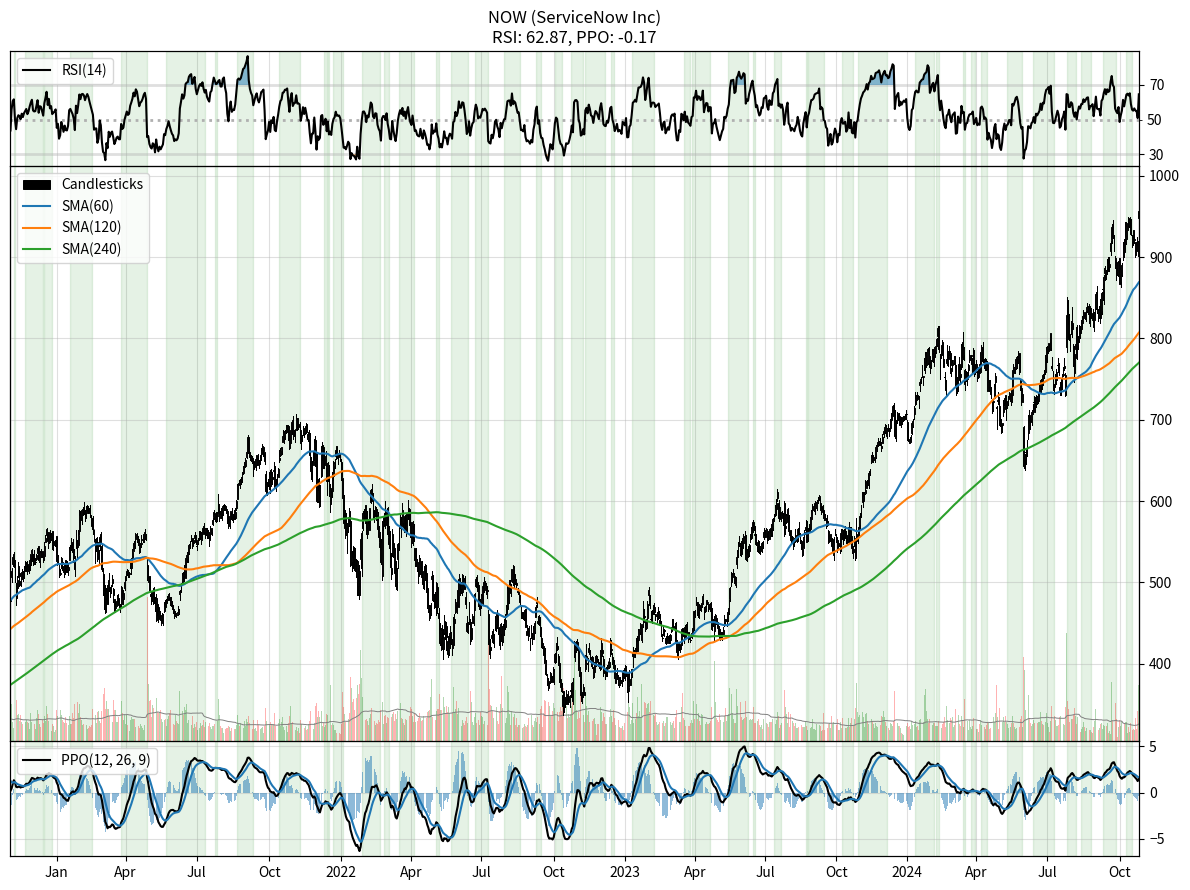 NOW (ServiceNow Inc)
RSI: 62.87, PPO: -0.17
RSI(14)
70
50
30
Candlesticks
SMA(60)
SMA(120)
SMA(240)
1000
900
800
700
600
500
400
PPO(12, 26, 9)
5
0
−5
Jan Apr Jul Oct 2022 Apr Jul Oct 2023 Apr Jul Oct 2024 Apr Jul Oct